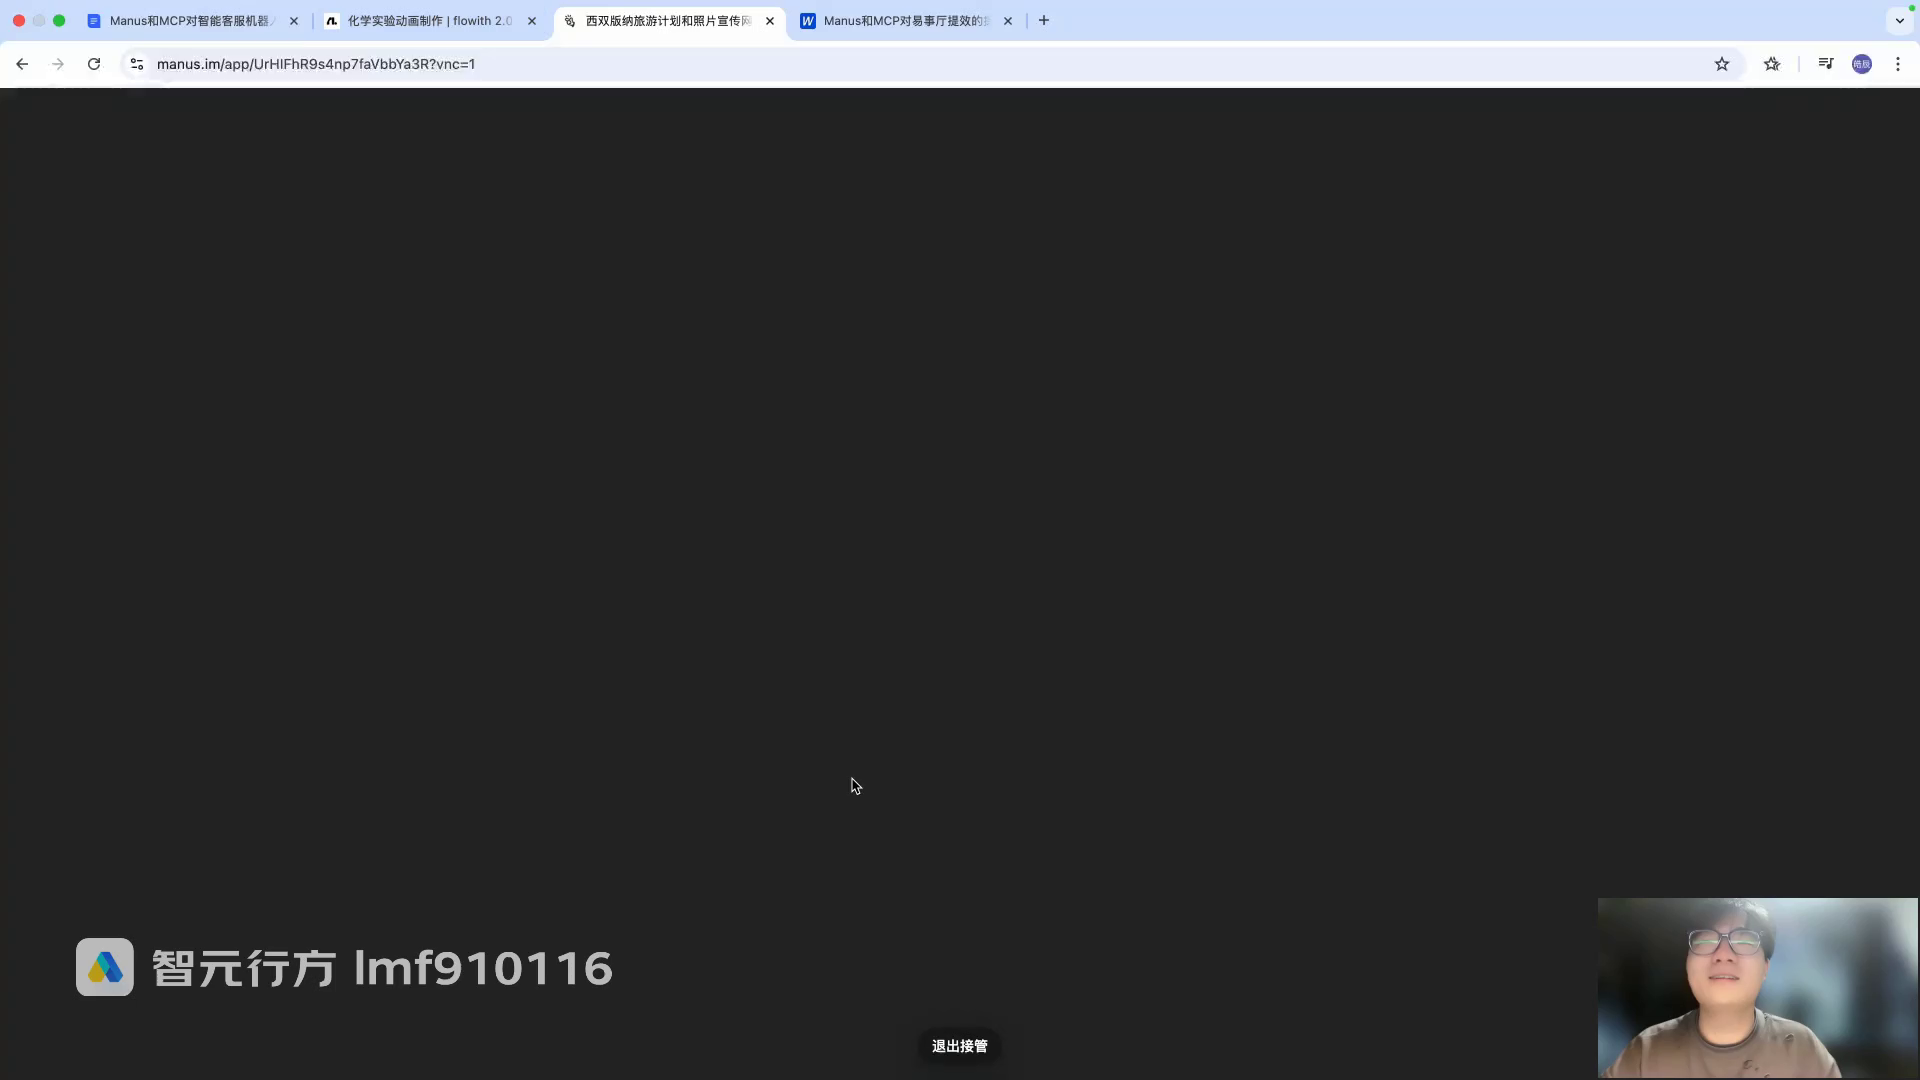 Manus和MCP对智能客服机器
化学实验动画制作 | flowith 2.0
西双版纳旅游计划和照片宣传网
Manus和MCP对易事厅提效的
manus.im/app/UrHIFhR9s4np7faVbbYa3R?vnc=1
皓辰
智元行方 lmf910116
退出接管